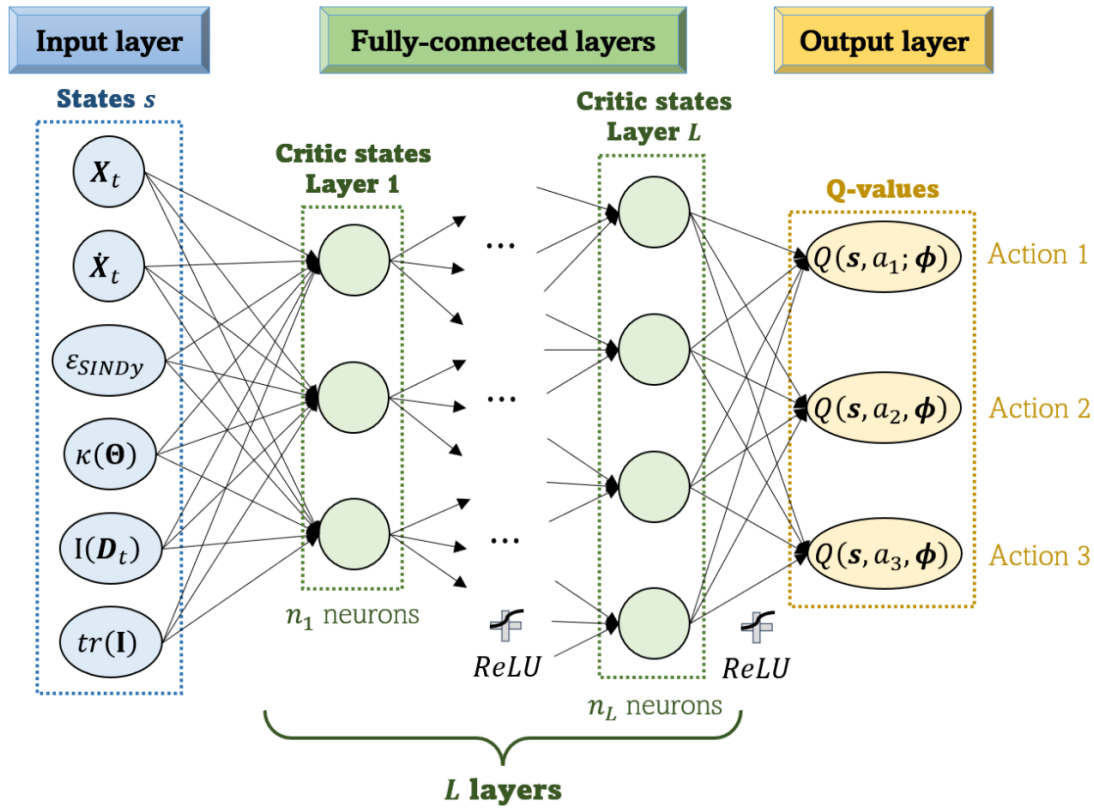 Input layer
Fully-connected layers
Output layer
States s
Critic states
Layer 1
Critic states
Layer L
Q-values
X_t
Ẋ_t
ε_SINDy
κ(Θ)
I(D_t)
tr(I)
...
...
...
Q(s, a_1; ϕ)
Action 1
Q(s, a_2, ϕ)
Action 2
Q(s, a_3, ϕ)
Action 3
n_1 neurons
ReLU
n_L neurons
ReLU
L layers